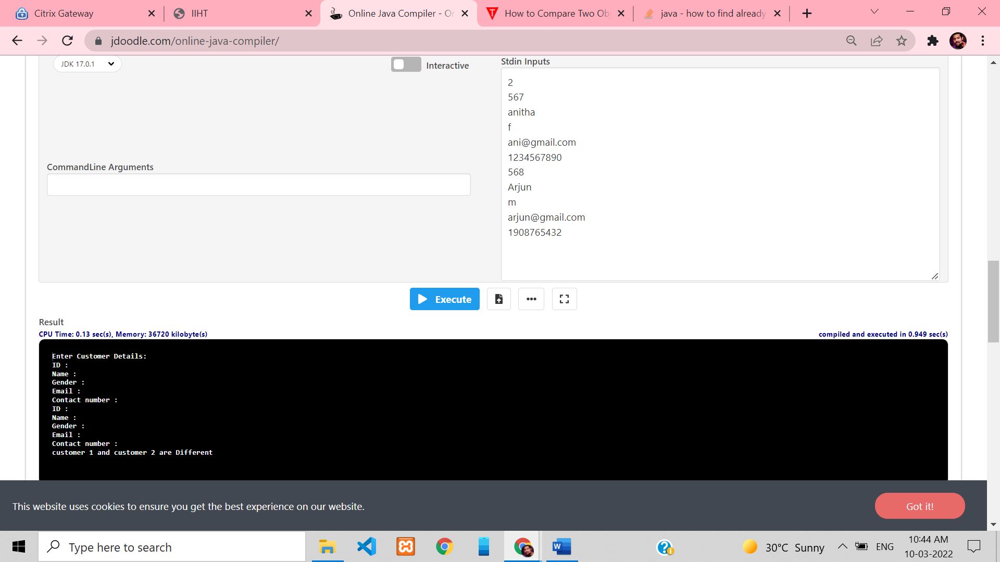 Citrix Gateway
IIHT
Online Java Compiler - Or
How to Compare Two Obj
java - how to find already
jdoodle.com/online-java-compiler/
JDK 17.0.1
Interactive
Stdin Inputs
2
567
anitha
f
ani@gmail.com
1234567890
568
Arjun
m
arjun@gmail.com
1908765432
CommandLine Arguments
Execute
Result
CPU Time: 0.13 sec(s), Memory: 36720 kilobyte(s)
compiled and executed in 0.949 sec(s)
Enter Customer Details:
ID :
Name :
Gender :
Email :
Contact number :
ID :
Name :
Gender :
Email :
Contact number :
customer 1 and customer 2 are Different
This website uses cookies to ensure you get the best experience on our website.
Got it!
Type here to search
30°C Sunny
ENG
10:44 AM
10-03-2022